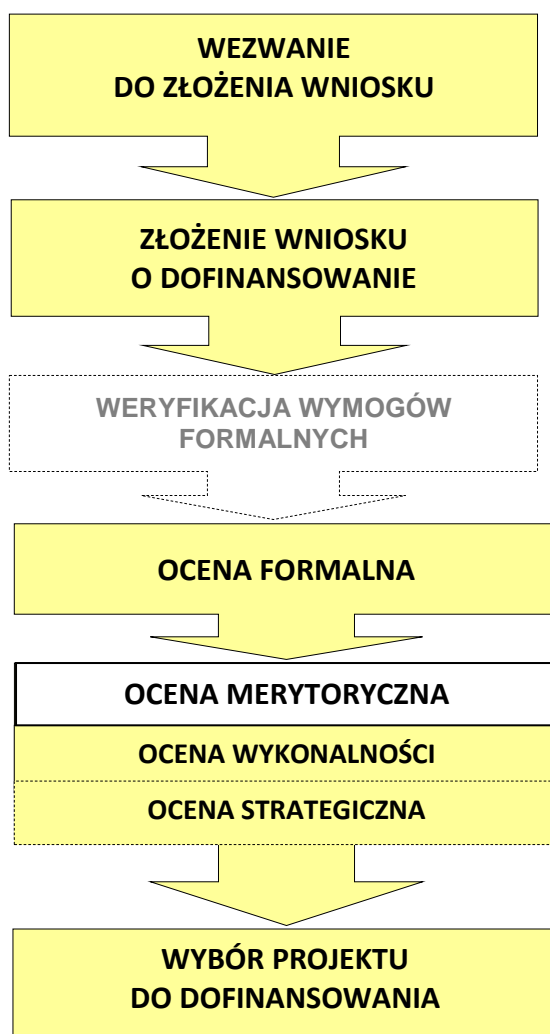 WEZWANIE
DO ZŁOŻENIA WNIOSKU
ZŁOŻENIE WNIOSKU
O DOFINANSOWANIE
WERYFIKACJA WYMOGÓW
FORMALNYCH
OCENA FORMALNA
OCENA MERYTORYCZNA
OCENA WYKONALNOŚCI
OCENA STRATEGICZNA
WYBÓR PROJEKTU
DO DOFINANSOWANIA